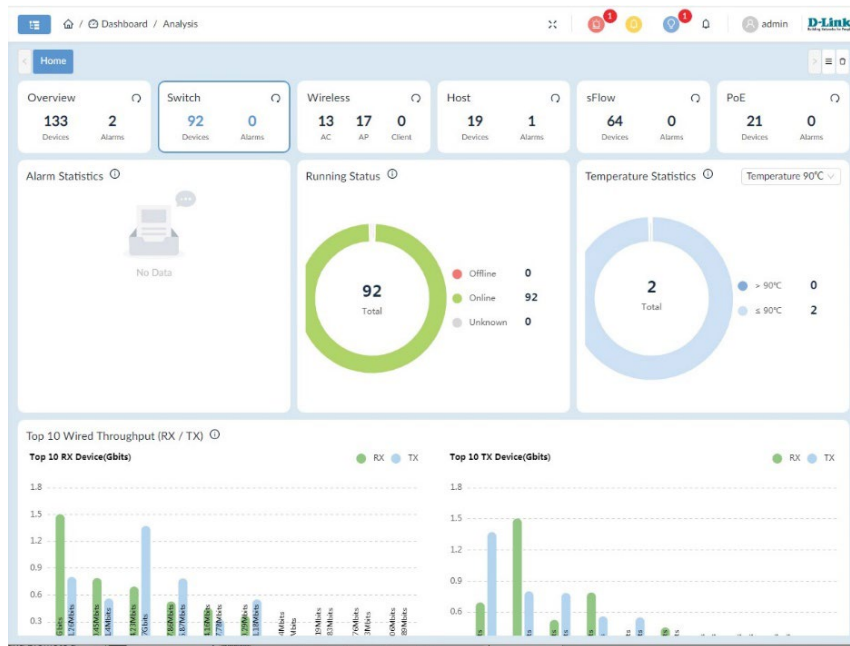 / Dashboard / Analysis
1
1
admin
D-Link
Home
Overview
133 2
Devices Alarms
Switch
92 0
Devices Alarms
Wireless
13 17 0
AC AP Client
Host
19 1
Devices Alarms
sFlow
64 0
Devices Alarms
PoE
21 0
Devices Alarms
Alarm Statistics
No Data
Running Status
92
Total
Offline 0
Online 92
Unknown 0
Temperature Statistics
Temperature 90℃
2
Total
> 90℃ 0
≤ 90℃ 2
Top 10 Wired Throughput (RX / TX)
Top 10 RX Device(Gbits)
RX TX
1.8
1.5
1.2
0.9
0.6
0.3
Top 10 TX Device(Gbits)
RX TX
1.8
1.5
1.2
0.9
0.6